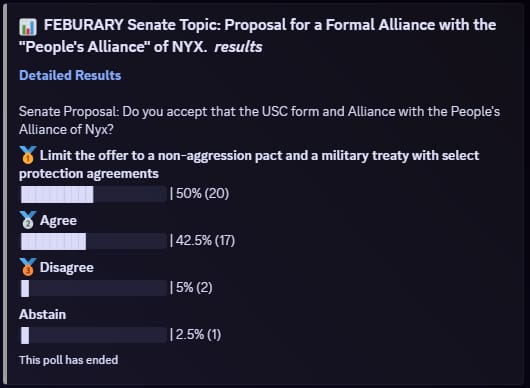 📊 FEBURARY Senate Topic: Proposal for a Formal Alliance with the
"People's Alliance" of NYX. results
Detailed Results
Senate Proposal: Do you accept that the USC form and Alliance with the People's
Alliance of Nyx?
🥇 Limit the offer to a non-aggression pact and a military treaty with select
protection agreements
| 50% (20)
🥈 Agree
| 42.5% (17)
🥉 Disagree
| 5% (2)
Abstain
| 2.5% (1)
This poll has ended